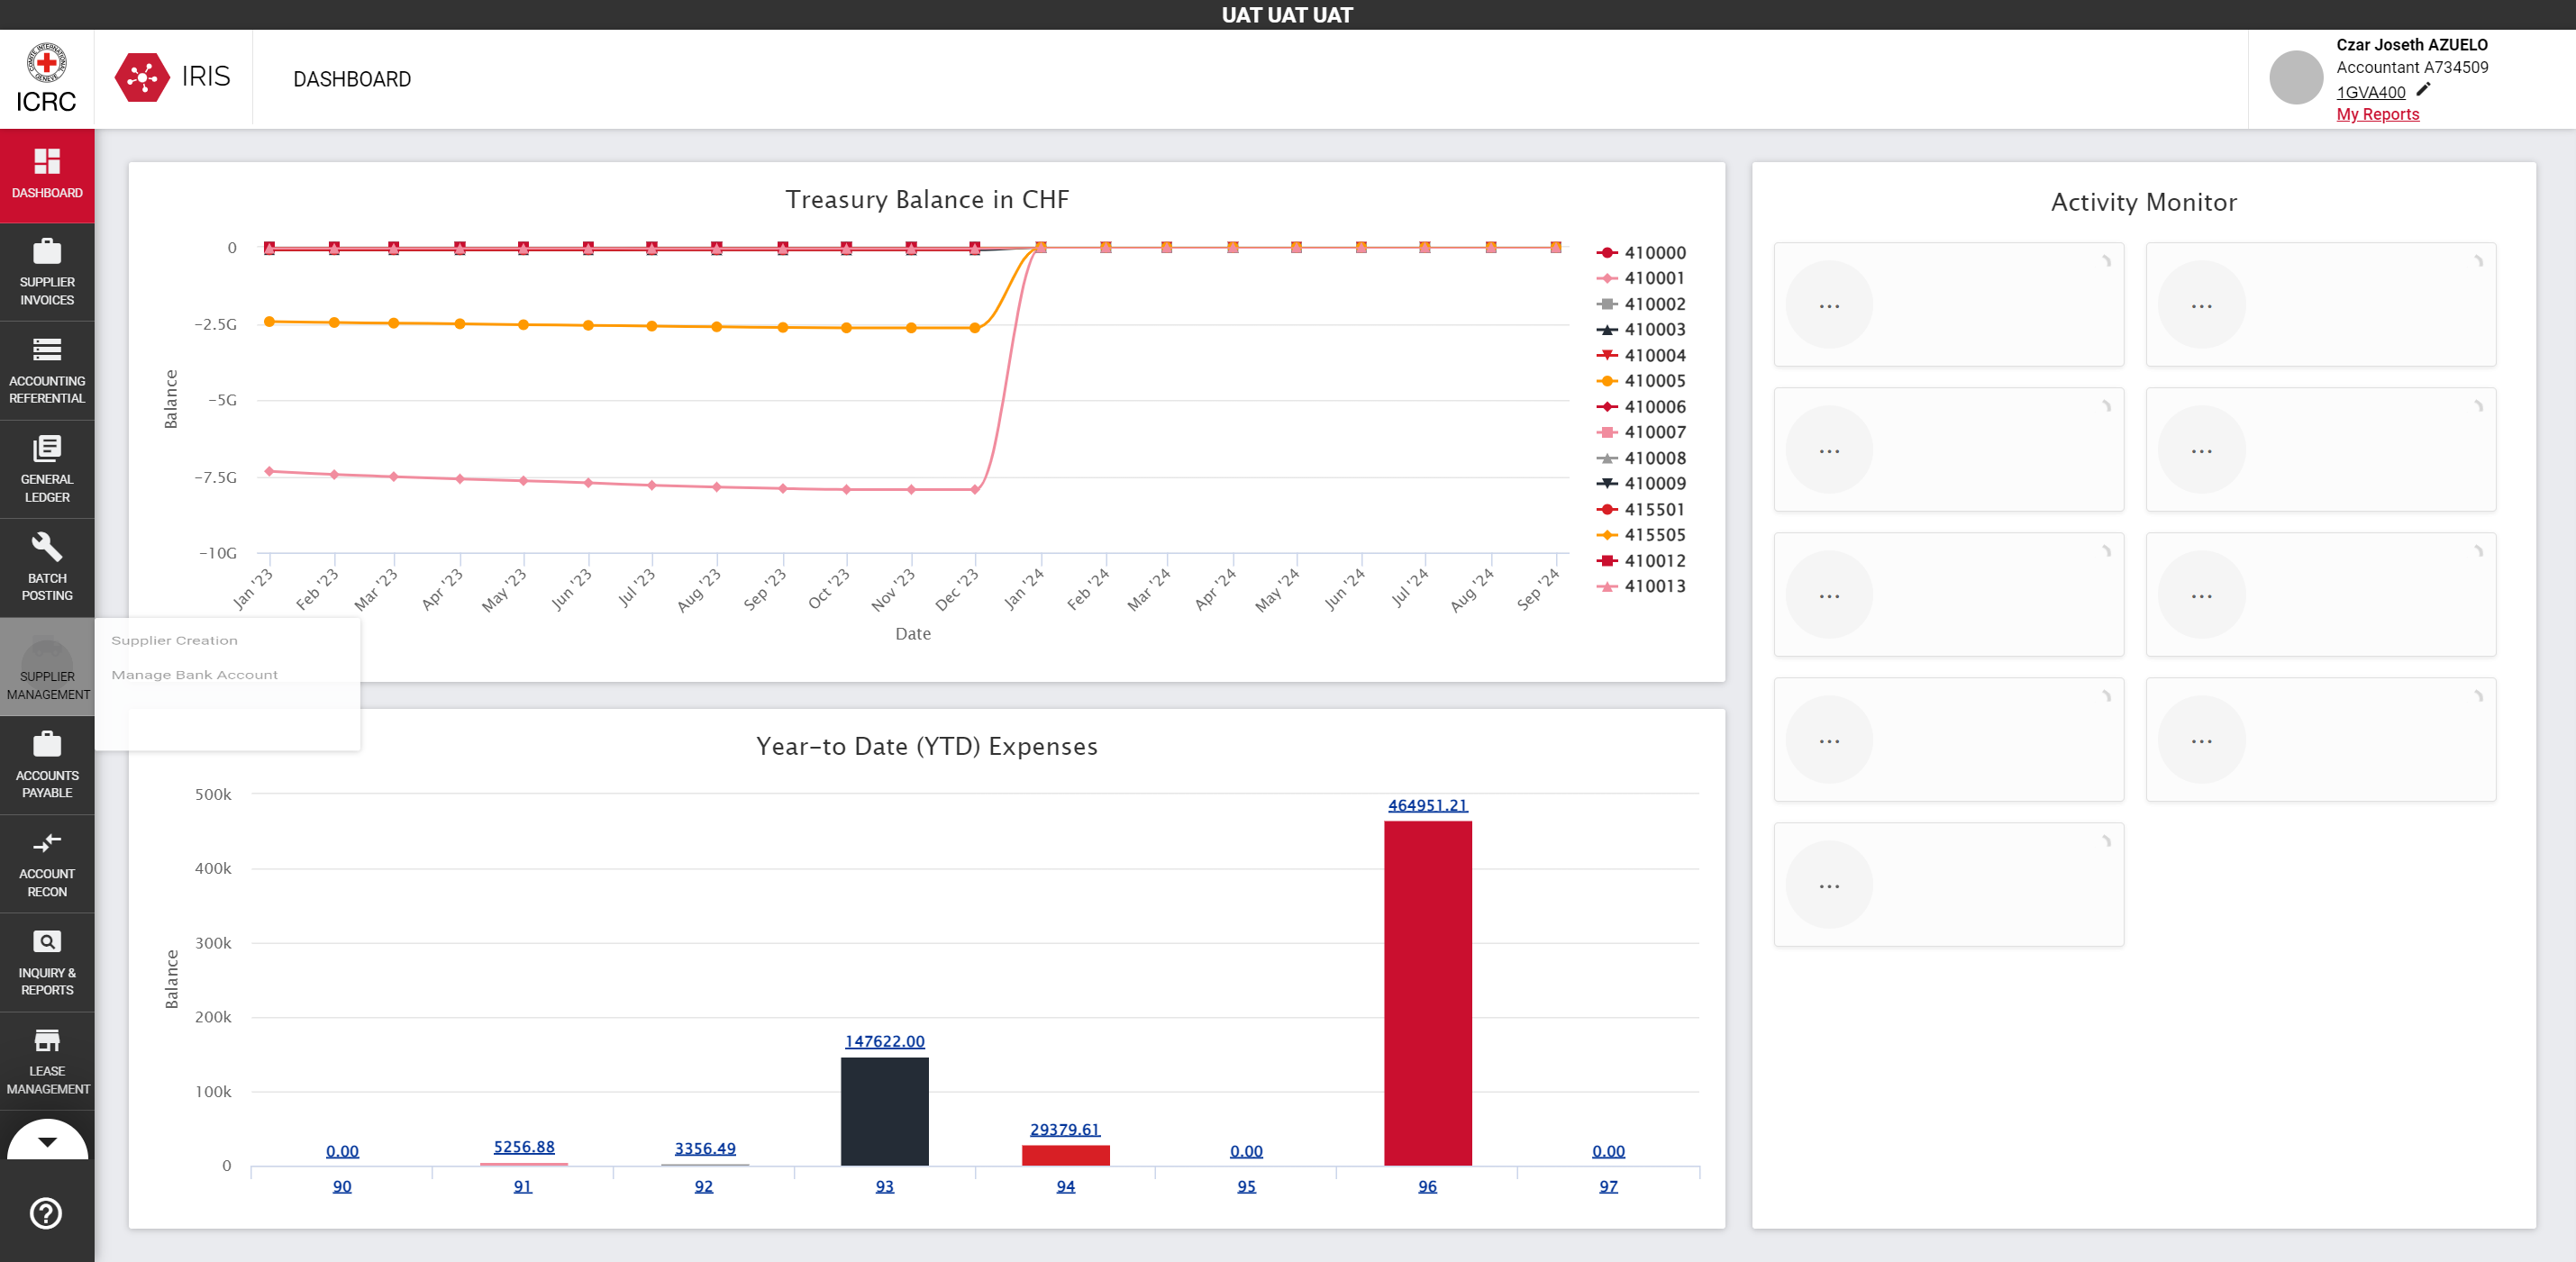 UAT UAT UAT
ICRC
IRIS
DASHBOARD
Czar Joseth AZUELO
Accountant A734509
1GVA400
My Reports
DASHBOARD
SUPPLIER
INVOICES
ACCOUNTING
REFERENTIAL
GENERAL
LEDGER
BATCH
POSTING
SUPPLIER
MANAGEMENT
ACCOUNTS
PAYABLE
ACCOUNT
RECON
INQUIRY &
REPORTS
LEASE
MANAGEMENT
Supplier Creation
Manage Bank Account
Treasury Balance in CHF
Balance
0
-2.5G
-5G
-7.5G
-10G
Jan '23
Feb '23
Mar '23
Apr '23
May '23
Jun '23
Jul '23
Aug '23
Sep '23
Oct '23
Nov '23
Dec '23
Jan '24
Feb '24
Mar '24
Apr '24
May '24
Jun '24
Jul '24
Aug '24
Sep '24
Date
410000
410001
410002
410003
410004
410005
410006
410007
410008
410009
415501
415505
410012
410013
Year-to Date (YTD) Expenses
Balance
500k
400k
300k
200k
100k
0
0.00
5256.88
3356.49
147622.00
29379.61
0.00
464951.21
0.00
90
91
92
93
94
95
96
97
Activity Monitor
...
...
...
...
...
...
...
...
...